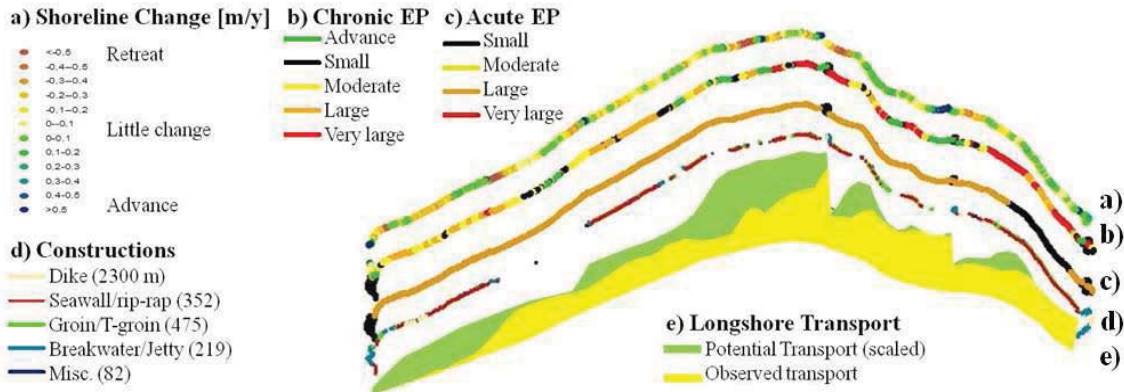 a) Shoreline Change [m/y]
<-0.5
-0.4--0.5
-0.3--0.4
-0.2--0.3
-0.1--0.2
0--0.1
0-0.1
0.1-0.2
0.2-0.3
0.3-0.4
0.4-0.5
>0.5
Retreat
Little change
Advance
b) Chronic EP
Advance
Small
Moderate
Large
Very large
c) Acute EP
Small
Moderate
Large
Very large
d) Constructions
Dike (2300 m)
Seawall/rip-rap (352)
Groin/T-groin (475)
Breakwater/Jetty (219)
Misc. (82)
e) Longshore Transport
Potential Transport (scaled)
Observed transport
a)
b)
c)
d)
e)